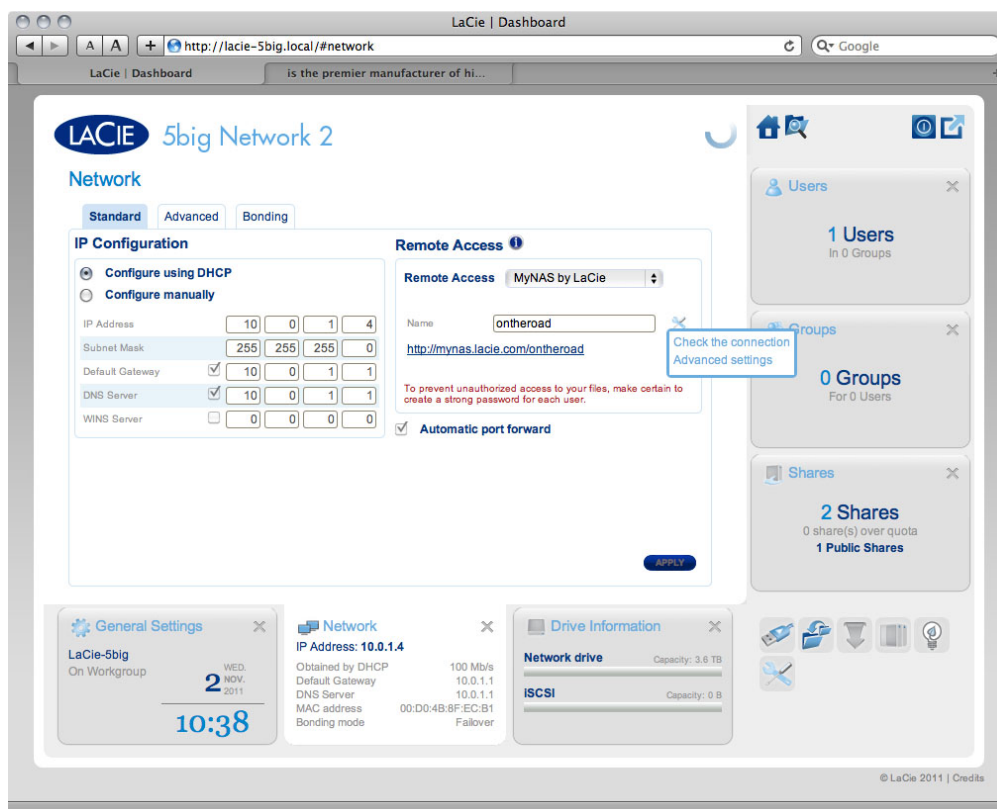 LaCie | Dashboard
A A + http://lacie-5big.local/#network Google
LaCie | Dashboard is the premier manufacturer of hi... +
LACIE 5big Network 2
Network
Standard Advanced Bonding
IP Configuration
Configure using DHCP
Configure manually
IP Address 10 0 1 4
Subnet Mask 255 255 255 0
Default Gateway 10 0 1 1
DNS Server 10 0 1 1
WINS Server 0 0 0 0
Remote Access i
Remote Access MyNAS by LaCie
Name ontheroad
http://mynas.lacie.com/ontheroad
Check the connection
Advanced settings
To prevent unauthorized access to your files, make certain to
create a strong password for each user.
Automatic port forward
APPLY
Users
1 Users
In 0 Groups
Groups
0 Groups
For 0 Users
Shares
2 Shares
0 share(s) over quota
1 Public Shares
General Settings
LaCie-5big
On Workgroup
WED.
2 NOV.
2011
10:38
Network
IP Address: 10.0.1.4
Obtained by DHCP 100 Mb/s
Default Gateway 10.0.1.1
DNS Server 10.0.1.1
MAC address 00:D0:4B:8F:EC:B1
Bonding mode Failover
Drive Information
Network drive Capacity: 3.6 TB
iSCSI Capacity: 0 B
© LaCie 2011 | Credits